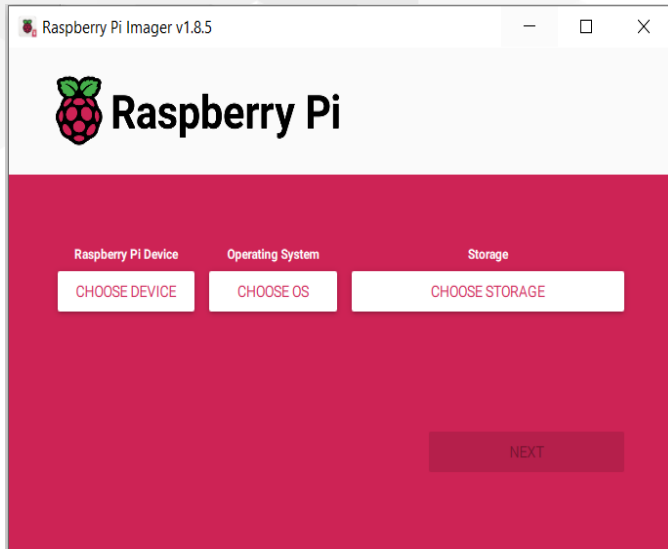 Raspberry Pi Imager v1.8.5
Raspberry Pi
Raspberry Pi Device Operating System Storage
CHOOSE DEVICE CHOOSE OS CHOOSE STORAGE
NEXT